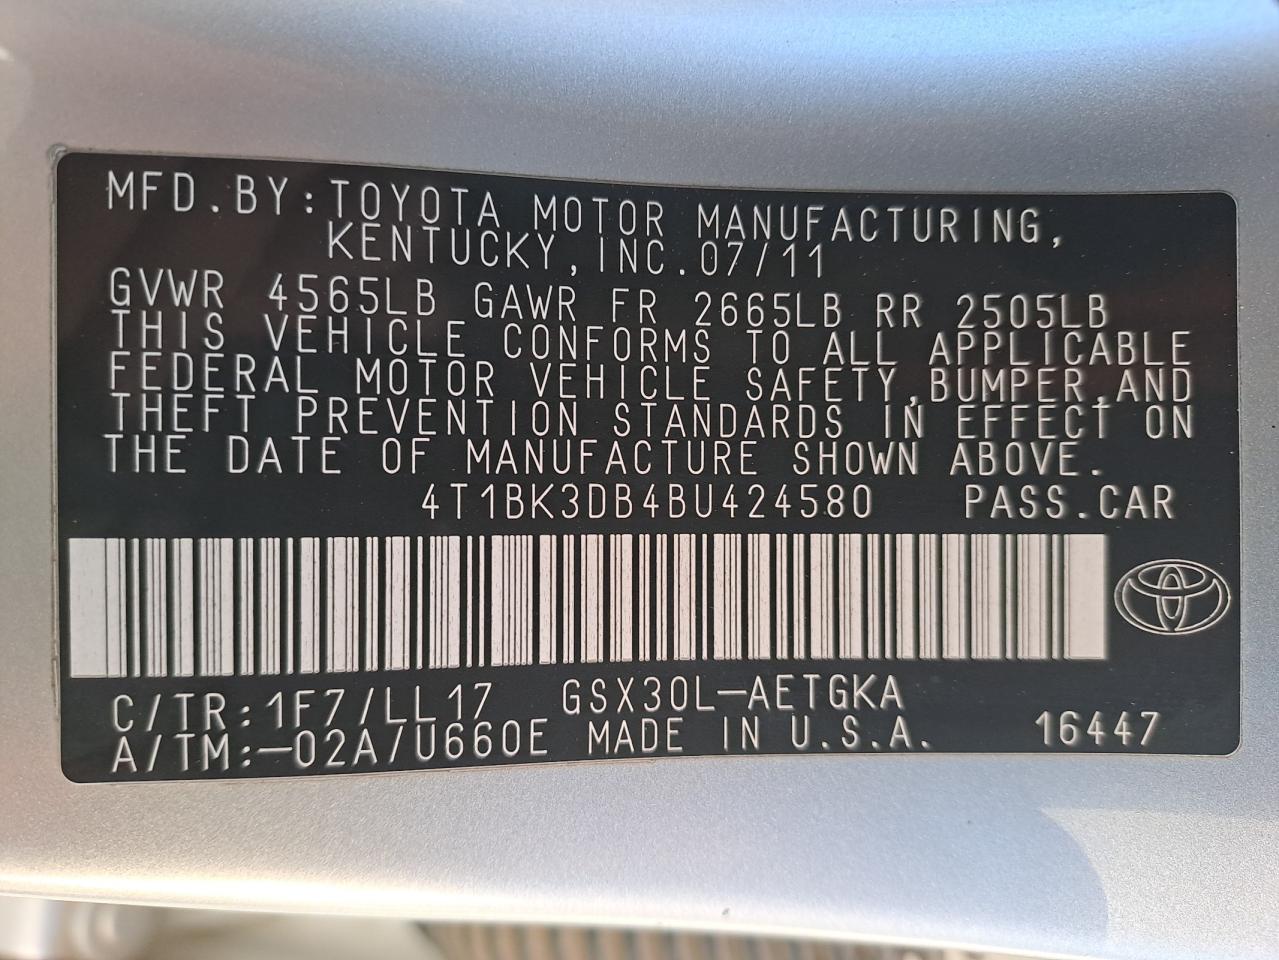 MFD.BY:TOYOTA MOTOR MANUFACTURING,
KENTUCKY,INC.07/11
GVWR 4565LB GAWR FR 2665LB RR 2505LB
THIS VEHICLE CONFORMS TO ALL APPLICABLE
FEDERAL MOTOR VEHICLE SAFETY,BUMPER,AND
THEFT PREVENTION STANDARDS IN EFFECT ON
THE DATE OF MANUFACTURE SHOWN ABOVE.
4T1BK3DB4BU424580 PASS.CAR
C/TR:1F7/LL17 GSX30L-AETGKA
A/TM:-02A/U660E MADE IN U.S.A. 16447